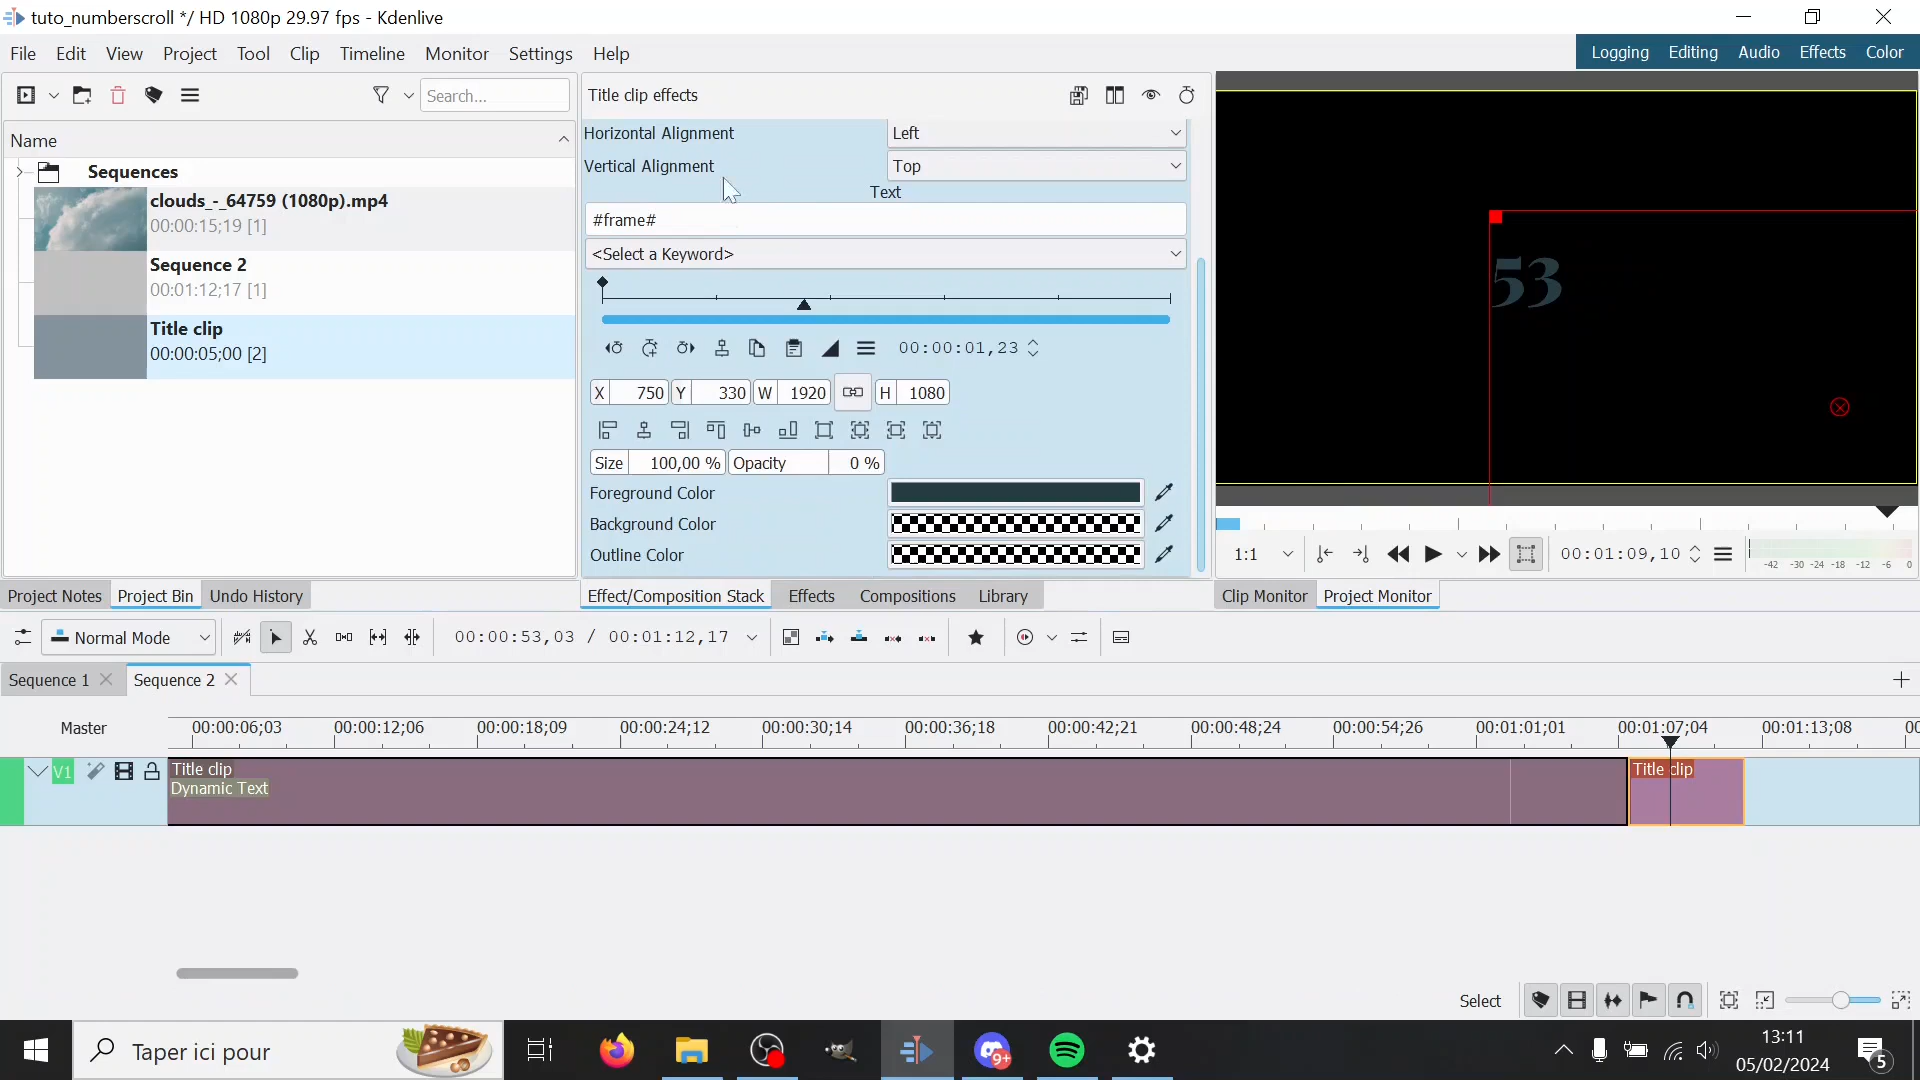 tuto_numberscroll */ HD 1080p 29.97 fps - Kdenlive
File Edit View Project Tool Clip Timeline Monitor Settings Help
Logging Editing Audio Effects Color
Search...
Title clip effects
Name
Sequences
clouds_-_64759 (1080p).mp4
00:00:15;19 [1]
Sequence 2
00:01:12;17 [1]
Title clip
00:00:05;00 [2]
Horizontal Alignment Left
Vertical Alignment Top
Text
#frame#
<Select a Keyword>
00:00:01,23
X 750 Y 330 W 1920 H 1080
Size 100,00 % Opacity 0 %
Foreground Color
Background Color
Outline Color
53
1:1
00:01:09,10
-42 -30 -24 -18 -12 -6 0
Project Notes Project Bin Undo History
Effect/Composition Stack Effects Compositions Library
Clip Monitor Project Monitor
Normal Mode
00:00:53,03 / 00:01:12,17
Sequence 1 Sequence 2
Master
00:00:06;03 00:00:12;06 00:00:18;09 00:00:24;12 00:00:30;14 00:00:36;18 00:00:42;21 00:00:48;24 00:00:54;26 00:01:01;01 00:01:07;04 00:01:13;08
V1
Title clip
Dynamic Text
Title clip
Select
Taper ici pour
9+
13:11
05/02/2024
5